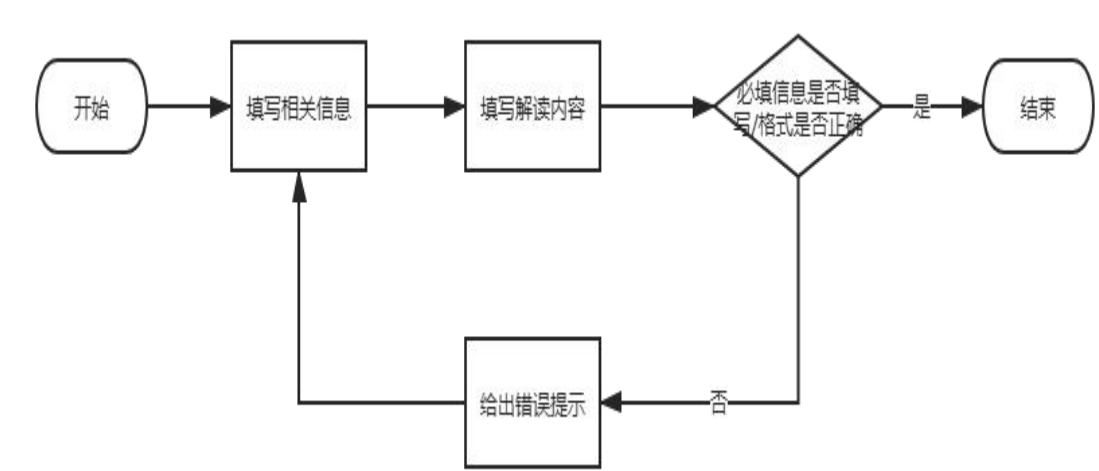 开始
填写相关信息
填写解读内容
必填信息是否填
写/格式是否正确
是
结束
给出错误提示
否